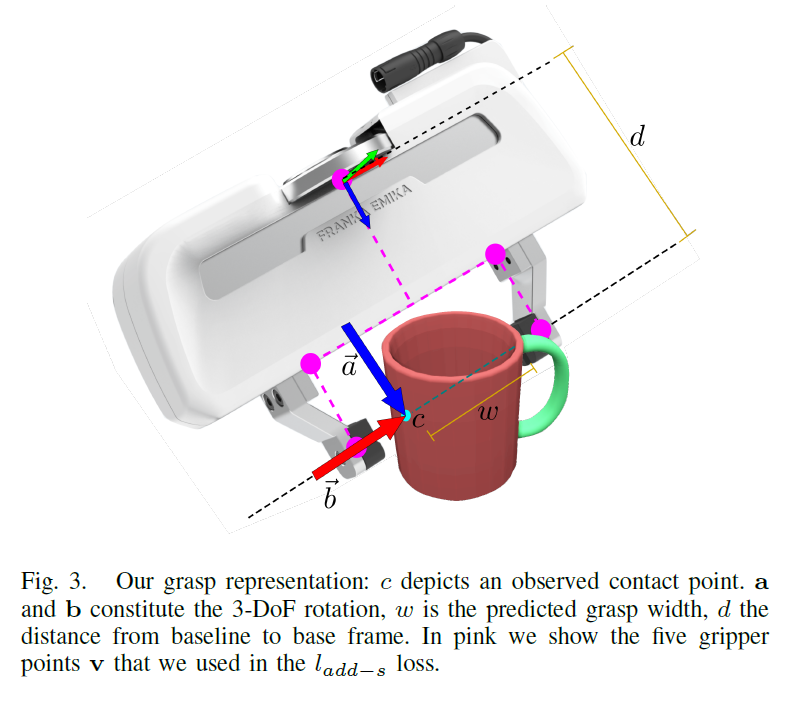 d
FRANKA EMIKA
a⃗
c
w
b⃗
Fig. 3. Our grasp representation: c depicts an observed contact point. a
and b constitute the 3-DoF rotation, w is the predicted grasp width, d the
distance from baseline to base frame. In pink we show the five gripper
points v that we used in the l_{add−s} loss.